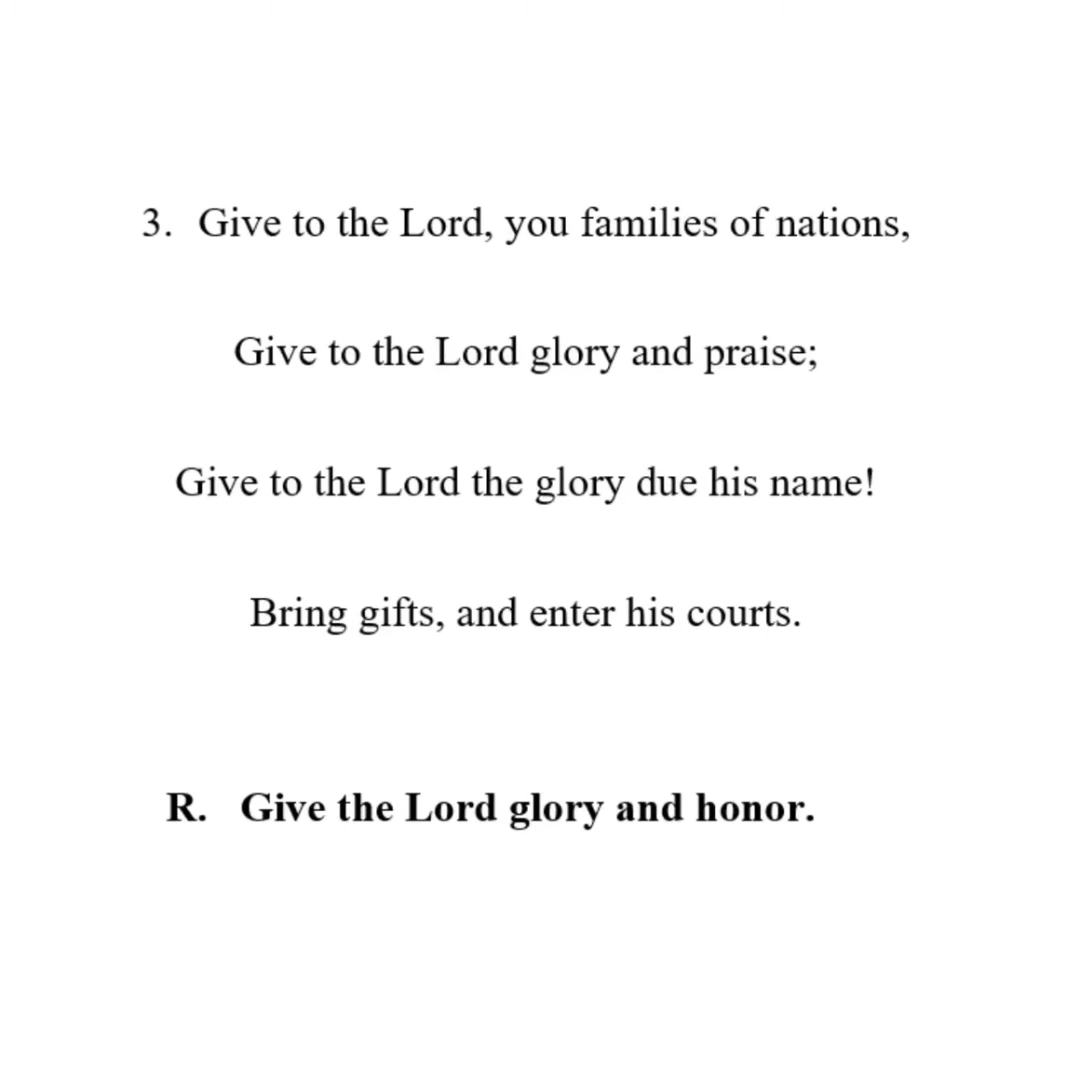 3. Give to the Lord, you families of nations,
Give to the Lord glory and praise;
Give to the Lord the glory due his name!
Bring gifts, and enter his courts.
R. Give the Lord glory and honor.